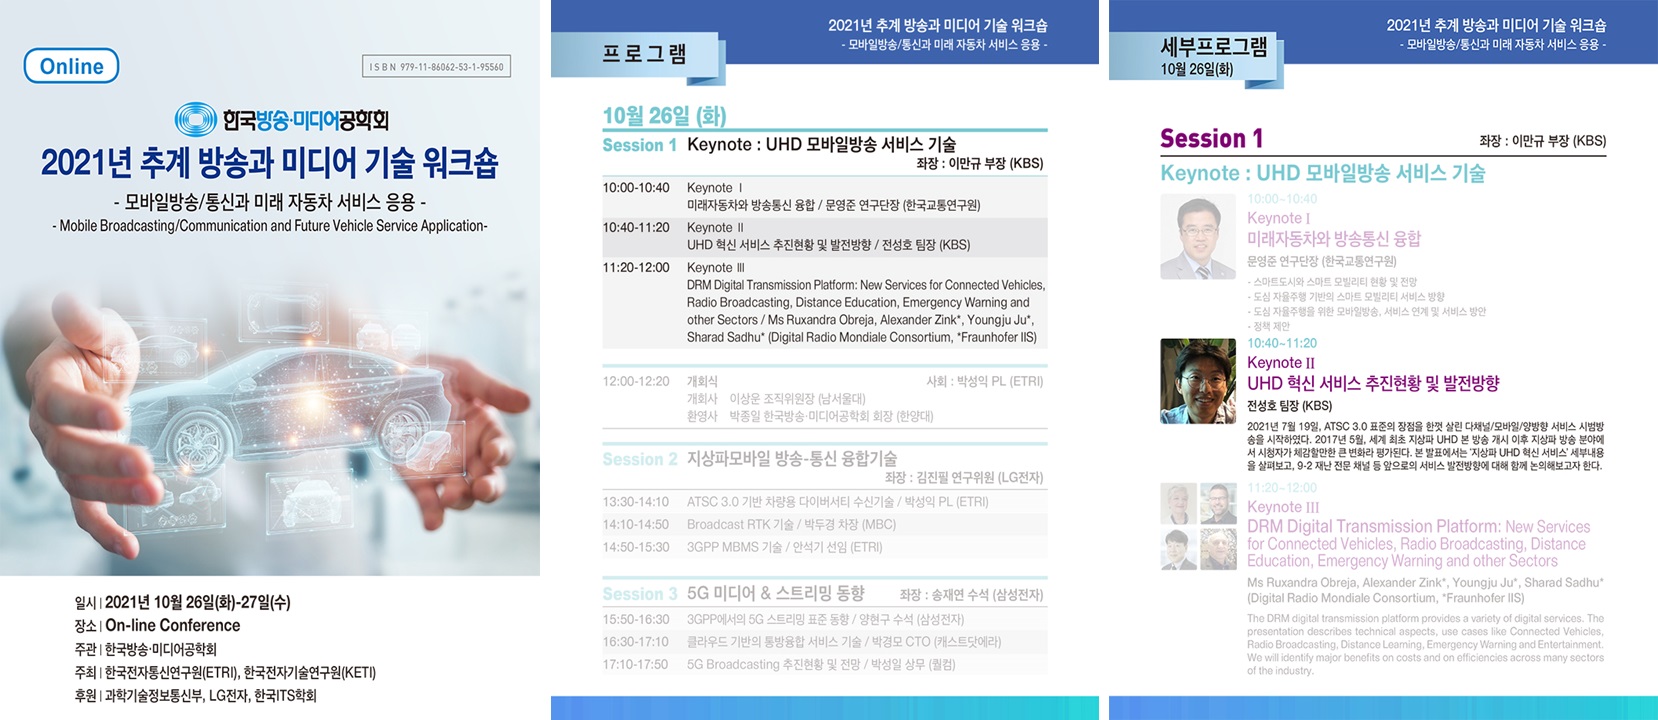 Online
ISBN 979-11-86062-53-1-95560
한국방송·미디어공학회
2021년 추계 방송과 미디어 기술 워크숍
- 모바일방송/통신과 미래 자동차 서비스 응용 -
- Mobile Broadcasting/Communication and Future Vehicle Service Application-
일시 | 2021년 10월 26일(화)-27일(수)
장소 | On-line Conference
주관 | 한국방송·미디어공학회
주최 | 한국전자통신연구원(ETRI), 한국전자기술연구원(KETI)
후원 | 과학기술정보통신부, LG전자, 한국ITS학회
2021년 추계 방송과 미디어 기술 워크숍
- 모바일방송/통신과 미래 자동차 서비스 응용 -
프로그램
10월 26일 (화)
Session 1 Keynote : UHD 모바일방송 서비스 기술
좌장 : 이만규 부장 (KBS)
10:00-10:40 Keynote Ⅰ
미래자동차와 방송통신 융합 / 문영준 연구단장 (한국교통연구원)
10:40-11:20 Keynote Ⅱ
UHD 혁신 서비스 추진현황 및 발전방향 / 전성호 팀장 (KBS)
11:20-12:00 Keynote Ⅲ
DRM Digital Transmission Platform: New Services for Connected Vehicles,
Radio Broadcasting, Distance Education, Emergency Warning and
other Sectors / Ms Ruxandra Obreja, Alexander Zink*, Youngju Ju*,
Sharad Sadhu* (Digital Radio Mondiale Consortium, *Fraunhofer IIS)
12:00-12:20 개회식 사회 : 박성익 PL (ETRI)
개회사 이상운 조직위원장 (남서울대)
환영사 박종일 한국방송·미디어공학회 회장 (한양대)
Session 2 지상파모바일 방송-통신 융합기술
좌장 : 김진필 연구위원 (LG전자)
13:30-14:10 ATSC 3.0 기반 차량용 다이버서티 수신기술 / 박성익 PL (ETRI)
14:10-14:50 Broadcast RTK 기술 / 박두경 차장 (MBC)
14:50-15:30 3GPP MBMS 기술 / 안석기 선임 (ETRI)
Session 3 5G 미디어 & 스트리밍 동향 좌장 : 송재연 수석 (삼성전자)
15:50-16:30 3GPP에서의 5G 스트리밍 표준 동향 / 양현구 수석 (삼성전자)
16:30-17:10 클라우드 기반의 통방융합 서비스 기술 / 박경모 CTO (캐스트닷에라)
17:10-17:50 5G Broadcasting 추진현황 및 전망 / 박성일 상무 (퀄컴)
2021년 추계 방송과 미디어 기술 워크숍
- 모바일방송/통신과 미래 자동차 서비스 응용 -
세부프로그램
10월 26일(화)
Session 1 좌장 : 이만규 부장 (KBS)
Keynote : UHD 모바일방송 서비스 기술
10:00~10:40
Keynote Ⅰ
미래자동차와 방송통신 융합
문영준 연구단장 (한국교통연구원)
- 스마트도시와 스마트 모빌리티 현황 및 전망
- 도심 자율주행 기반의 스마트 모빌리티 서비스 방향
- 도심 자율주행을 위한 모바일방송, 서비스 연계 및 서비스 방안
- 정책 제안
10:40~11:20
Keynote Ⅱ
UHD 혁신 서비스 추진현황 및 발전방향
전성호 팀장 (KBS)
2021년 7월 19일, ATSC 3.0 표준의 장점을 한껏 살린 다채널/모바일/양방향 서비스 시범방
송을 시작하였다. 2017년 5월, 세계 최초 지상파 UHD 본 방송 개시 이후 지상파 방송 분야에
서 시청자가 체감할만한 큰 변화라 평가된다. 본 발표에서는 '지상파 UHD 혁신 서비스' 세부내용
을 살펴보고, 9-2 재난 전문 채널 등 앞으로의 서비스 발전방향에 대해 함께 논의해보고자 한다.
11:20~12:00
Keynote Ⅲ
DRM Digital Transmission Platform: New Services
for Connected Vehicles, Radio Broadcasting, Distance
Education, Emergency Warning and other Sectors
Ms Ruxandra Obreja, Alexander Zink*, Youngju Ju*, Sharad Sadhu*
(Digital Radio Mondiale Consortium, *Fraunhofer IIS)
The DRM digital transmission platform provides a variety of digital services. The
presentation describes technical aspects, use cases like Connected Vehicles,
Radio Broadcasting, Distance Learning, Emergency Warning and Entertainment.
We will identify major benefits on costs and on efficiencies across many sectors
of the industry.